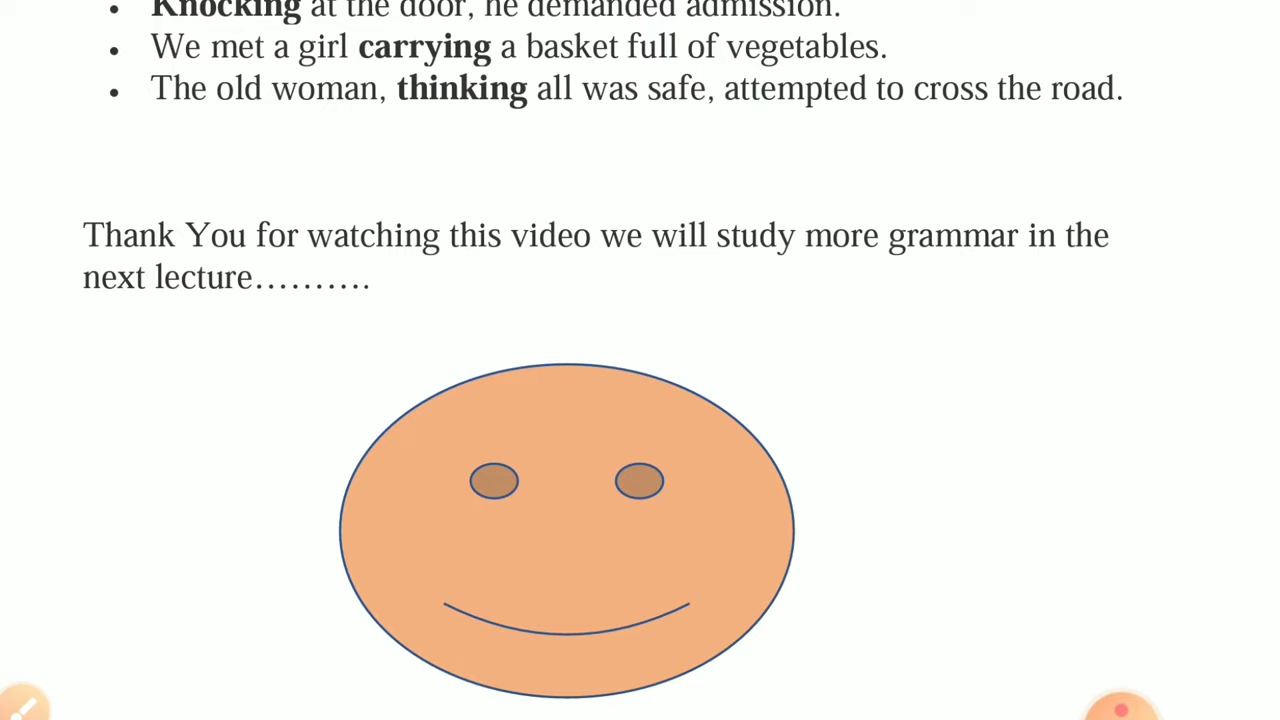 • Knocking at the door, he demanded admission.
• We met a girl carrying a basket full of vegetables.
• The old woman, thinking all was safe, attempted to cross the road.
Thank You for watching this video we will study more grammar in the
next lecture……….